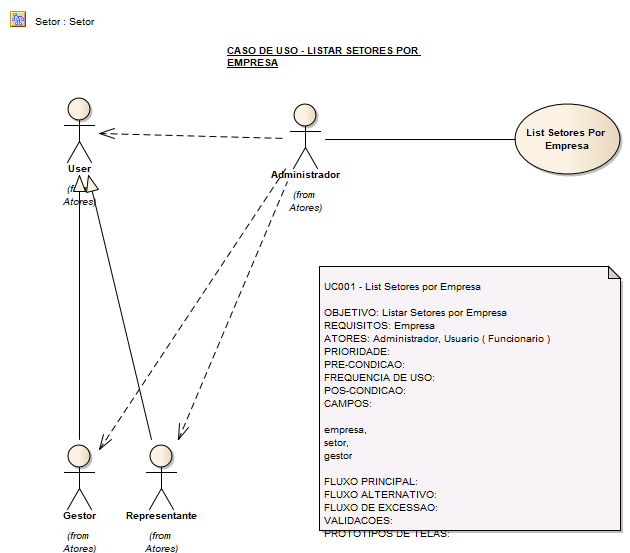 Setor : Setor
CASO DE USO - LISTAR SETORES POR
EMPRESA
List Setores Por
Empresa
User
(from
Atores)
Administrador
(from
Atores)
UC001 - List Setores por Empresa
OBJETIVO: Listar Setores por Empresa
REQUISITOS: Empresa
ATORES: Administrador, Usuario ( Funcionario )
PRIORIDADE:
PRE-CONDICAO:
FREQUENCIA DE USO:
POS-CONDICAO:
CAMPOS:
empresa,
setor,
gestor
FLUXO PRINCIPAL:
FLUXO ALTERNATIVO:
FLUXO DE EXCESSAO:
VALIDACOES:
PROTOTIPOS DE TELAS:
Gestor
(from
Atores)
Representante
(from
Atores)